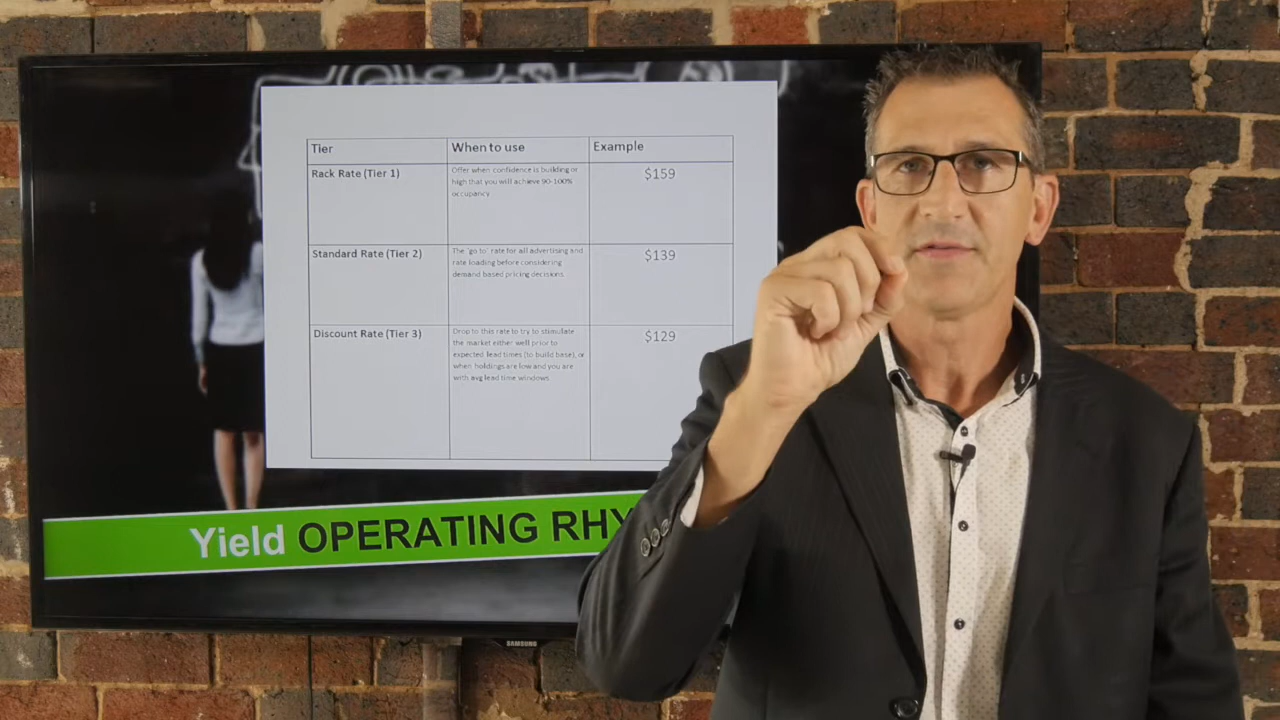 Tier When to use Example
Rack Rate (Tier 1) Offer when confidence is building or $159
high that you will achieve 90-100%
occupancy
Standard Rate (Tier 2) The "go to" rate for all advertising and $139
rate loading before considering
demand based pricing decisions.
Discount Rate (Tier 3) Drop to this rate to try to stimulate $129
the market either well prior to
expected lead times (to build base), or
when holdings are low and you are
with avg lead time windows.
Yield OPERATING RHY
SAMSUNG